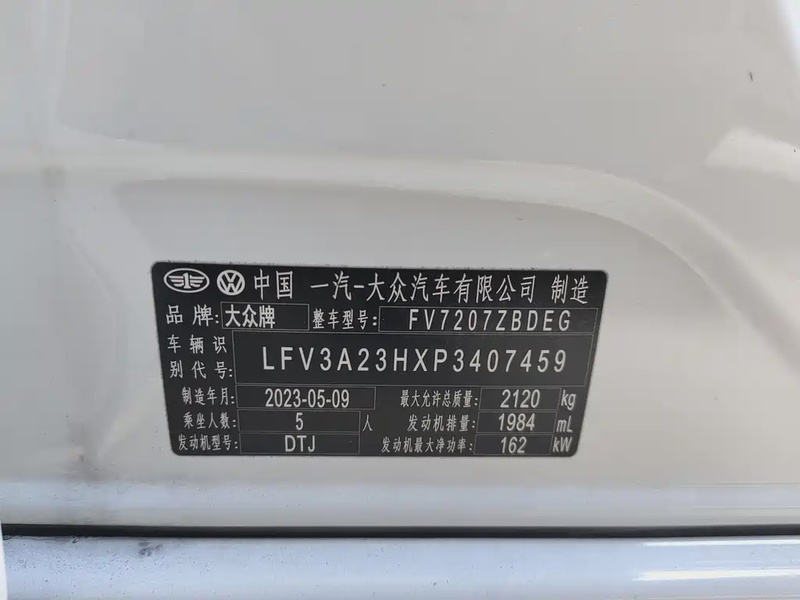 中国 一汽-大众汽车有限公司 制造
品 牌: 大众牌 整车型号: FV7207ZBDEG
车 辆 识
别 代 号: LFV3A23HXP3407459
制造年月: 2023-05-09 最大允许总质量: 2120 kg
乘坐人数: 5 人 发动机排量: 1984 mL
发动机型号: DTJ 发动机最大净功率: 162 kW